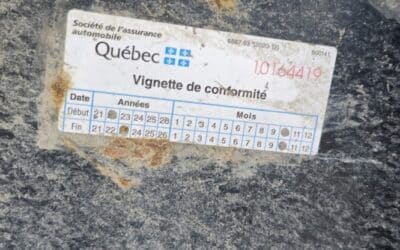 Société de l'assurance
automobile
Québec
10164419
Vignette de conformité
Date Années Mois
Début 21 23 24 25 26 1 2 3 4 5 6 7 8 9 11 12
Fin 21 22 24 25 26 1 2 3 4 5 6 7 8 9 11 12